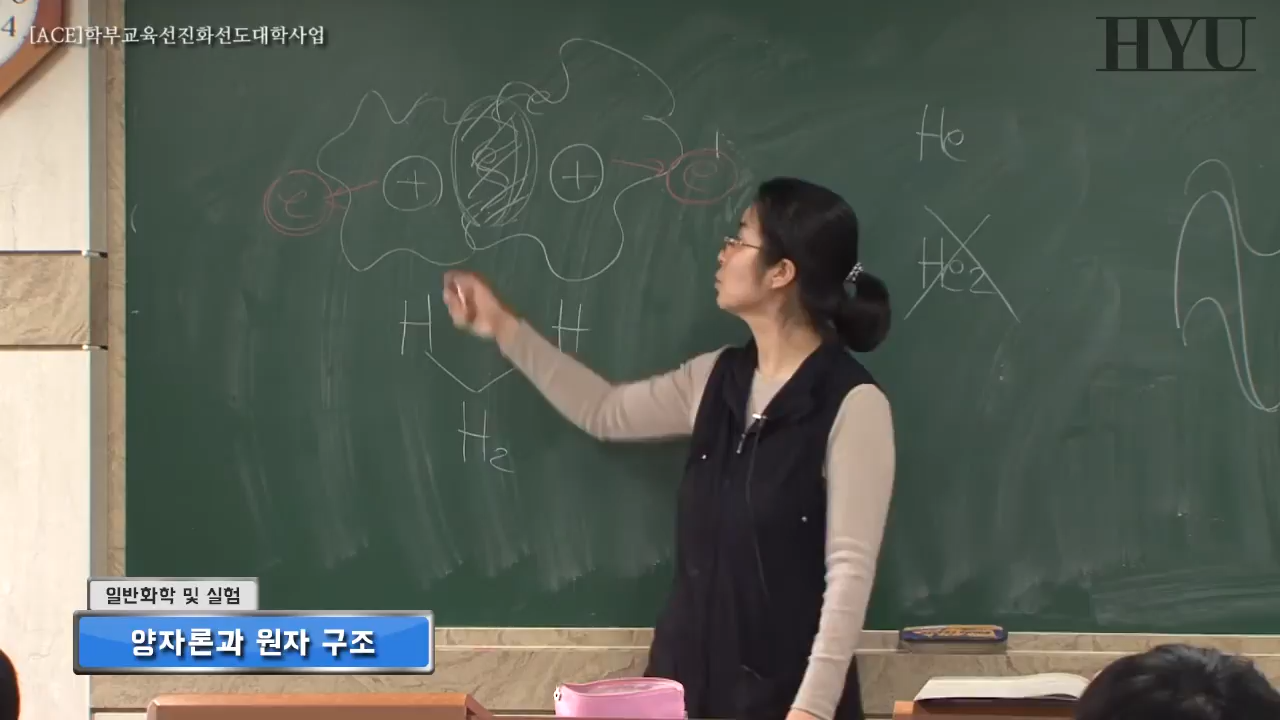 4
[ACE]학부교육선진화선도대학사업
HYU
e + e + e
He
He2
H H
H2
일반화학 및 실험
양자론과 원자 구조